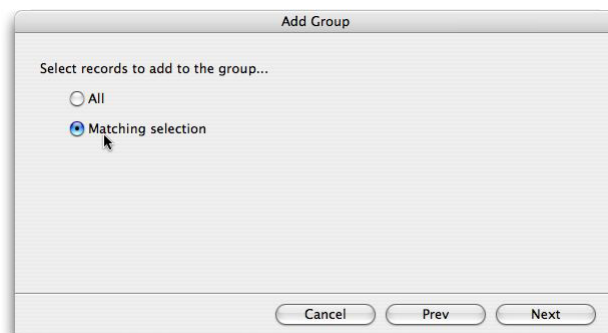 Add Group
Select records to add to the group...
All
Matching selection
Cancel Prev Next